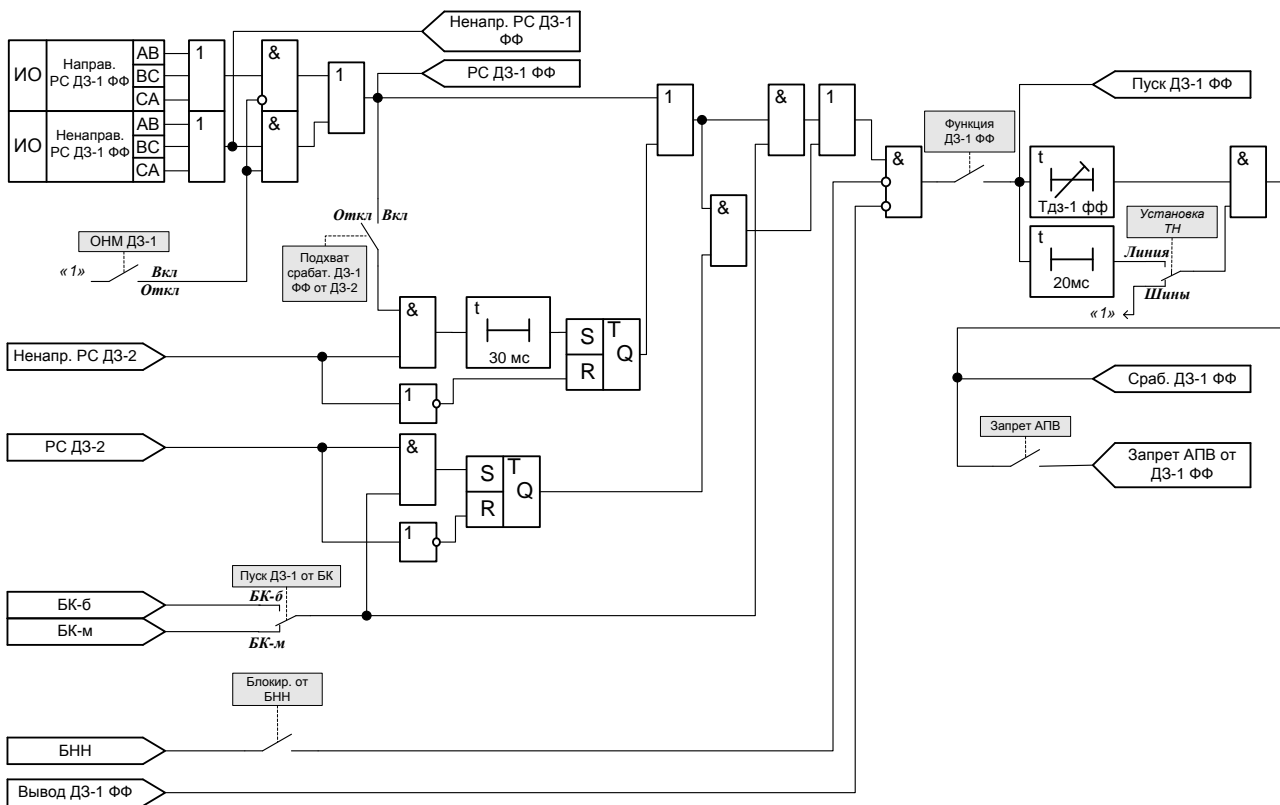 Ненапр. РС ДЗ-1
ФФ
РС ДЗ-1 ФФ
ИО
Направ.
РС ДЗ-1 ФФ
АВ
ВС
СА
1
&
1
ИО
Ненаправ.
РС ДЗ-1 ФФ
АВ
ВС
СА
1
&
1
&
1
&
Функция
ДЗ-1 ФФ
Пуск ДЗ-1 ФФ
t
Тдз-1 фф
&
t
20мс
Установка
ТН
Линия
Шины
«1»
&
ОНМ ДЗ-1
«1»
Вкл
Откл
Откл
Вкл
Подхват
срабат. ДЗ-1
ФФ от ДЗ-2
Ненапр. РС ДЗ-2
&
t
30 мс
S
T
Q
R
1
Сраб. ДЗ-1 ФФ
Запрет АПВ
Запрет АПВ от
ДЗ-1 ФФ
РС ДЗ-2
&
S
T
Q
R
1
Пуск ДЗ-1 от БК
БК-б
БК-б
БК-м
БК-м
Блокир. от
БНН
БНН
Вывод ДЗ-1 ФФ